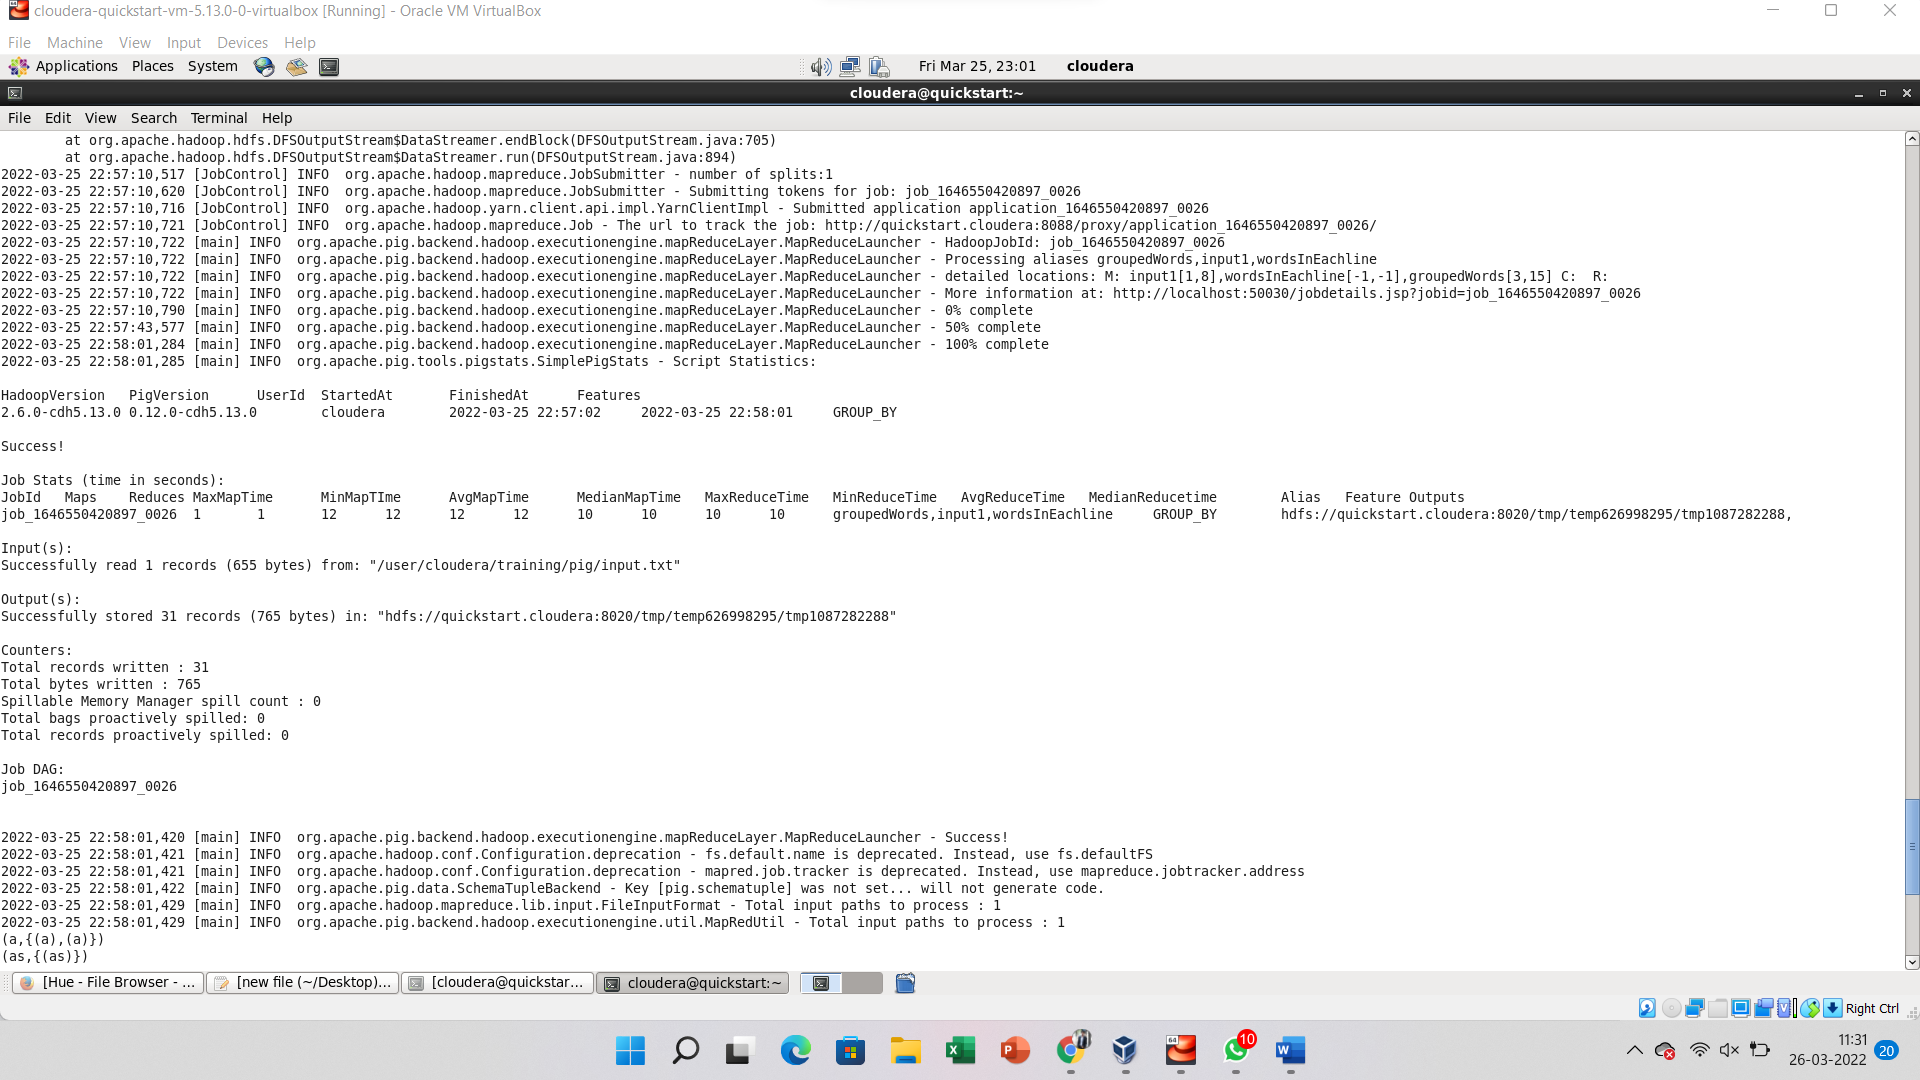 cloudera-quickstart-vm-5.13.0-0-virtualbox [Running] - Oracle VM VirtualBox
File Machine View Input Devices Help
Applications Places System Fri Mar 25, 23:01 cloudera
cloudera@quickstart:~
File Edit View Search Terminal Help
at org.apache.hadoop.hdfs.DFSOutputStream$DataStreamer.endBlock(DFSOutputStream.java:705)
at org.apache.hadoop.hdfs.DFSOutputStream$DataStreamer.run(DFSOutputStream.java:894)
2022-03-25 22:57:10,517 [JobControl] INFO org.apache.hadoop.mapreduce.JobSubmitter - number of splits:1
2022-03-25 22:57:10,620 [JobControl] INFO org.apache.hadoop.mapreduce.JobSubmitter - Submitting tokens for job: job_1646550420897_0026
2022-03-25 22:57:10,716 [JobControl] INFO org.apache.hadoop.yarn.client.api.impl.YarnClientImpl - Submitted application application_1646550420897_0026
2022-03-25 22:57:10,721 [JobControl] INFO org.apache.hadoop.mapreduce.Job - The url to track the job: http://quickstart.cloudera:8088/proxy/application_1646550420897_0026/
2022-03-25 22:57:10,722 [main] INFO org.apache.pig.backend.hadoop.executionengine.mapReduceLayer.MapReduceLauncher - HadoopJobId: job_1646550420897_0026
2022-03-25 22:57:10,722 [main] INFO org.apache.pig.backend.hadoop.executionengine.mapReduceLayer.MapReduceLauncher - Processing aliases groupedWords,input1,wordsInEachline
2022-03-25 22:57:10,722 [main] INFO org.apache.pig.backend.hadoop.executionengine.mapReduceLayer.MapReduceLauncher - detailed locations: M: input1[1,8],wordsInEachline[-1,-1],groupedWords[3,15] C: R:
2022-03-25 22:57:10,722 [main] INFO org.apache.pig.backend.hadoop.executionengine.mapReduceLayer.MapReduceLauncher - More information at: http://localhost:50030/jobdetails.jsp?jobid=job_1646550420897_0026
2022-03-25 22:57:10,790 [main] INFO org.apache.pig.backend.hadoop.executionengine.mapReduceLayer.MapReduceLauncher - 0% complete
2022-03-25 22:57:43,577 [main] INFO org.apache.pig.backend.hadoop.executionengine.mapReduceLayer.MapReduceLauncher - 50% complete
2022-03-25 22:58:01,284 [main] INFO org.apache.pig.backend.hadoop.executionengine.mapReduceLayer.MapReduceLauncher - 100% complete
2022-03-25 22:58:01,285 [main] INFO org.apache.pig.tools.pigstats.SimplePigStats - Script Statistics:
HadoopVersion PigVersion UserId StartedAt FinishedAt Features
2.6.0-cdh5.13.0 0.12.0-cdh5.13.0 cloudera 2022-03-25 22:57:02 2022-03-25 22:58:01 GROUP_BY
Success!
Job Stats (time in seconds):
JobId Maps Reduces MaxMapTime MinMapTIme AvgMapTime MedianMapTime MaxReduceTime MinReduceTime AvgReduceTime MedianReducetime Alias Feature Outputs
job_1646550420897_0026 1 1 12 12 12 12 10 10 10 10 groupedWords,input1,wordsInEachline GROUP_BY hdfs://quickstart.cloudera:8020/tmp/temp626998295/tmp1087282288,
Input(s):
Successfully read 1 records (655 bytes) from: "/user/cloudera/training/pig/input.txt"
Output(s):
Successfully stored 31 records (765 bytes) in: "hdfs://quickstart.cloudera:8020/tmp/temp626998295/tmp1087282288"
Counters:
Total records written : 31
Total bytes written : 765
Spillable Memory Manager spill count : 0
Total bags proactively spilled: 0
Total records proactively spilled: 0
Job DAG:
job_1646550420897_0026
2022-03-25 22:58:01,420 [main] INFO org.apache.pig.backend.hadoop.executionengine.mapReduceLayer.MapReduceLauncher - Success!
2022-03-25 22:58:01,421 [main] INFO org.apache.hadoop.conf.Configuration.deprecation - fs.default.name is deprecated. Instead, use fs.defaultFS
2022-03-25 22:58:01,421 [main] INFO org.apache.hadoop.conf.Configuration.deprecation - mapred.job.tracker is deprecated. Instead, use mapreduce.jobtracker.address
2022-03-25 22:58:01,422 [main] INFO org.apache.pig.data.SchemaTupleBackend - Key [pig.schematuple] was not set... will not generate code.
2022-03-25 22:58:01,429 [main] INFO org.apache.hadoop.mapreduce.lib.input.FileInputFormat - Total input paths to process : 1
2022-03-25 22:58:01,429 [main] INFO org.apache.pig.backend.hadoop.executionengine.util.MapRedUtil - Total input paths to process : 1
(a,{(a),(a)})
(as,{(as)})
[Hue - File Browser - ... [new file (~/Desktop)... [cloudera@quickstar... cloudera@quickstart:~
Right Ctrl
10
11:31
26-03-2022 20